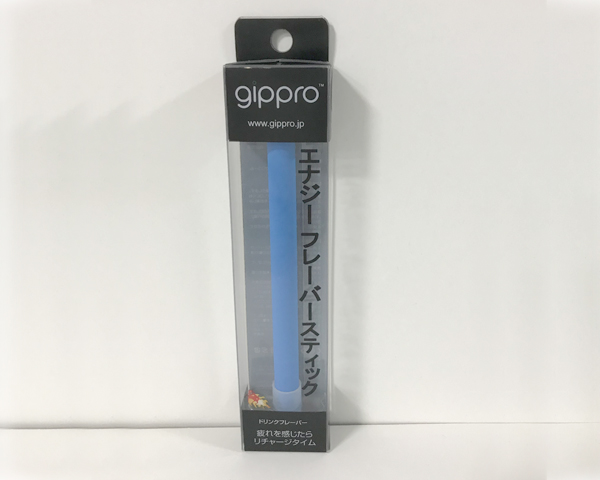 gippro™
www.gippro.jp
エナジー フレーバースティック
ドリンクフレーバー
疲れを感じたら
リチャージタイム